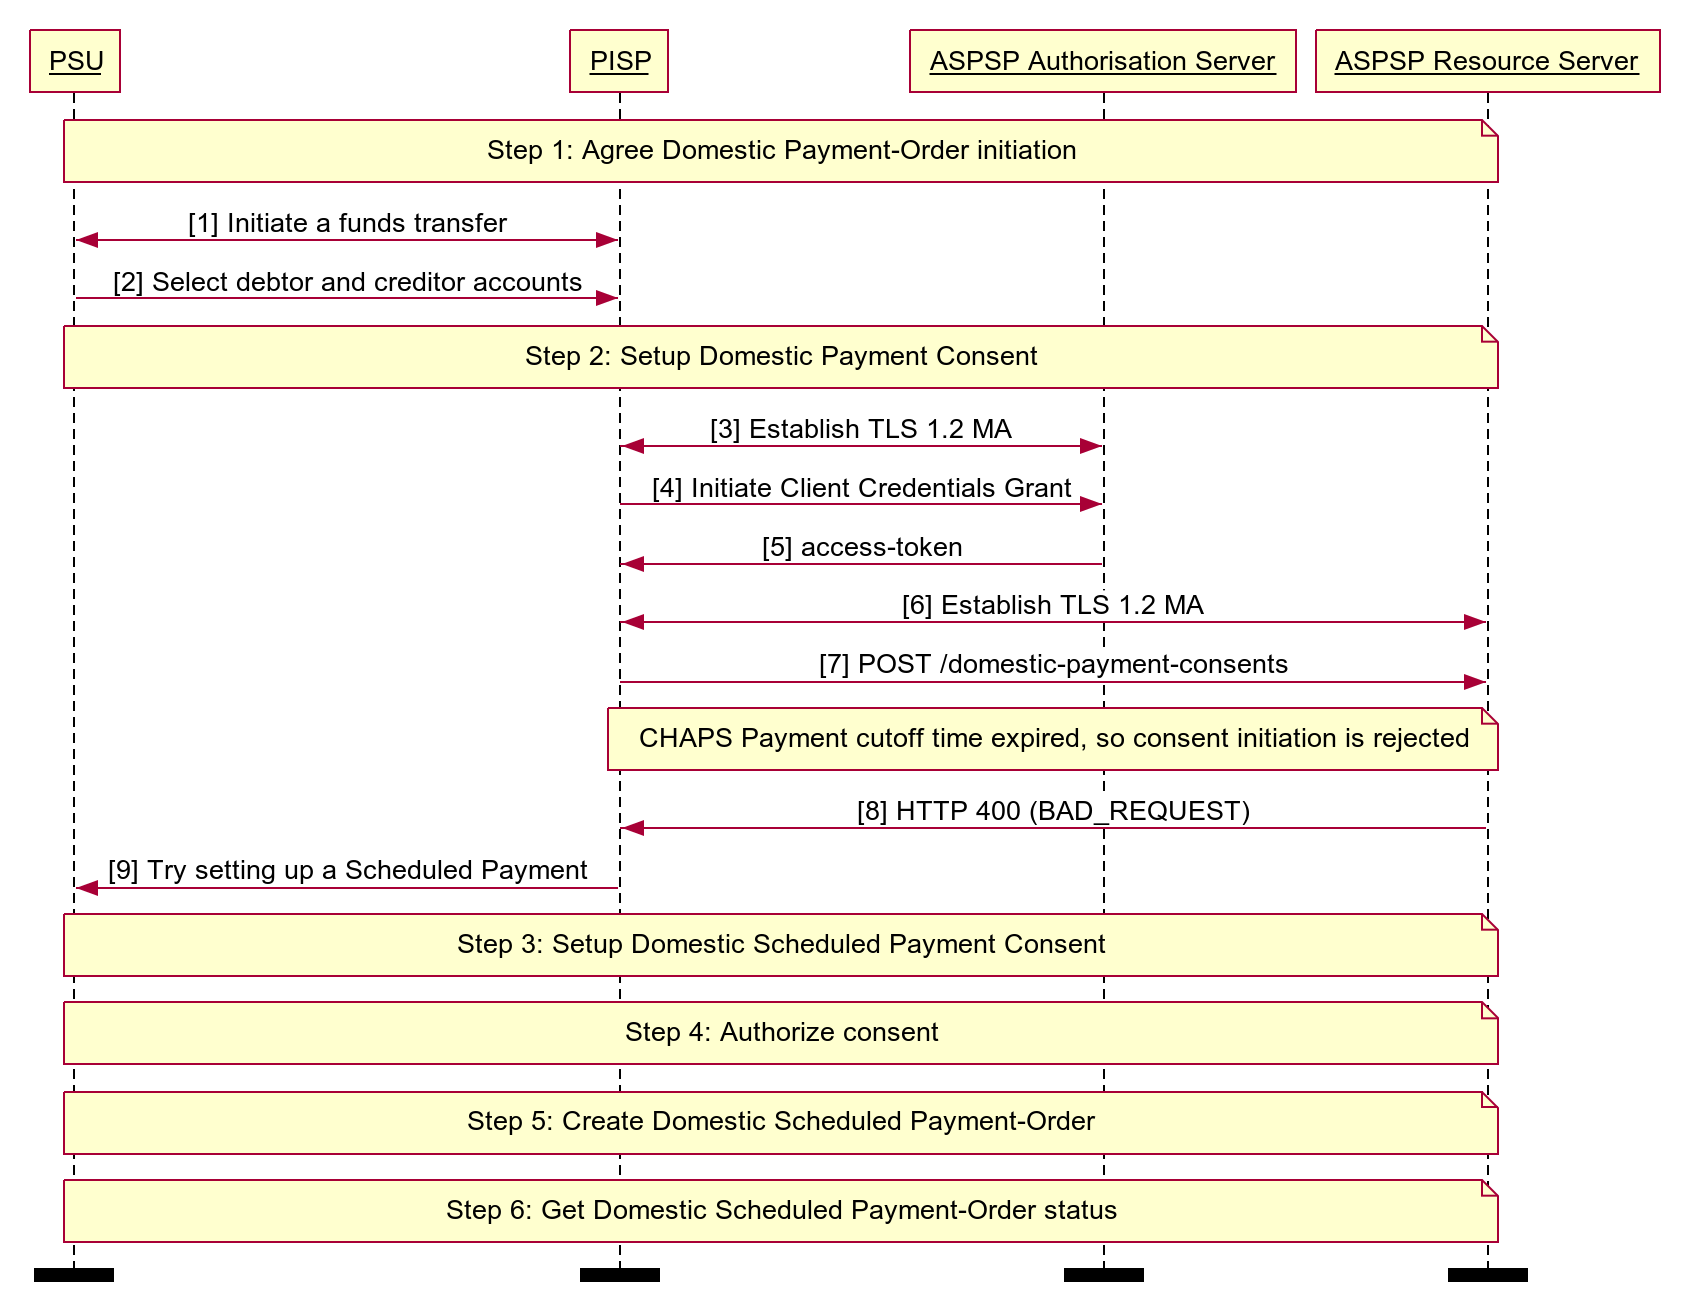 PSU
PISP
ASPSP Authorisation Server
ASPSP Resource Server
Step 1: Agree Domestic Payment-Order initiation
[1] Initiate a funds transfer
[2] Select debtor and creditor accounts
Step 2: Setup Domestic Payment Consent
[3] Establish TLS 1.2 MA
[4] Initiate Client Credentials Grant
[5] access-token
[6] Establish TLS 1.2 MA
[7] POST /domestic-payment-consents
CHAPS Payment cutoff time expired, so consent initiation is rejected
[8] HTTP 400 (BAD_REQUEST)
[9] Try setting up a Scheduled Payment
Step 3: Setup Domestic Scheduled Payment Consent
Step 4: Authorize consent
Step 5: Create Domestic Scheduled Payment-Order
Step 6: Get Domestic Scheduled Payment-Order status